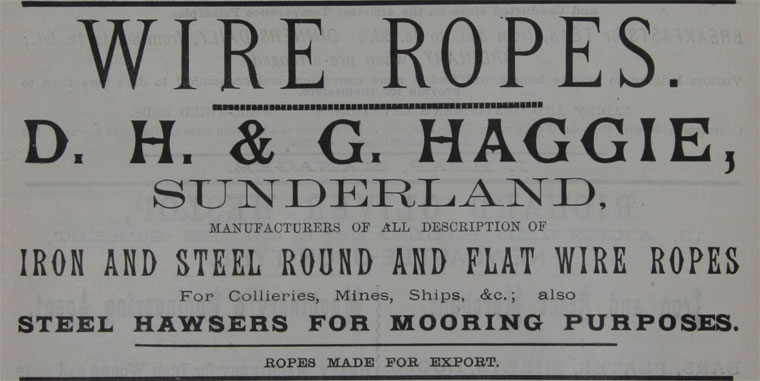 WIRE ROPES.
D. H. & G. HAGGIE,
SUNDERLAND,
MANUFACTURERS OF ALL DESCRIPTION OF
IRON AND STEEL ROUND AND FLAT WIRE ROPES
For Collieries, Mines, Ships, &c.; also
STEEL HAWSERS FOR MOORING PURPOSES.
ROPES MADE FOR EXPORT.